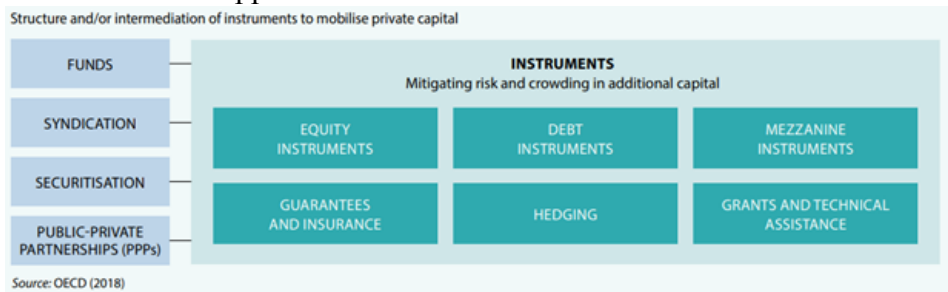 Structure and/or intermediation of instruments to mobilise private capital
FUNDS
SYNDICATION
SECURITISATION
PUBLIC-PRIVATE
PARTNERSHIPS (PPPs)
INSTRUMENTS
Mitigating risk and crowding in additional capital
EQUITY
INSTRUMENTS
DEBT
INSTRUMENTS
MEZZANINE
INSTRUMENTS
GUARANTEES
AND INSURANCE
HEDGING
GRANTS AND TECHNICAL
ASSISTANCE
Source: OECD (2018)